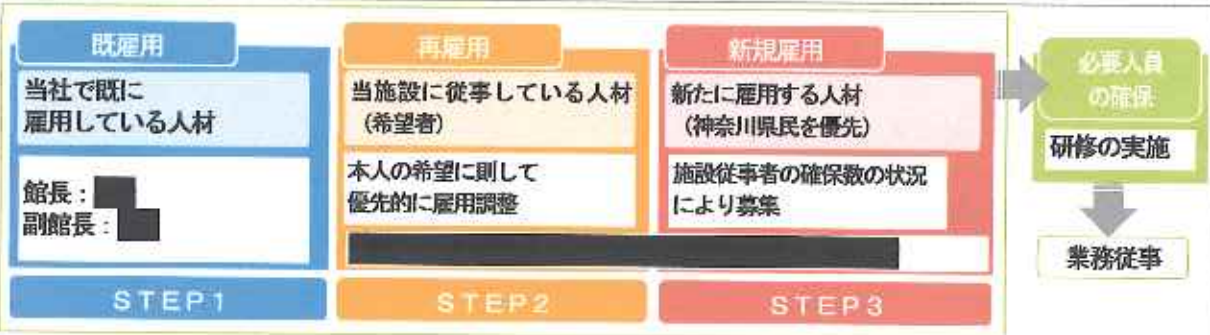 既雇用
当社で既に
雇用している人材
館長：
副館長：
STEP1
再雇用
当施設に従事している人材
（希望者）
本人の希望に則して
優先的に雇用調整
STEP2
新規雇用
新たに雇用する人材
（神奈川県民を優先）
施設従事者の確保数の状況
により募集
STEP3
必要人員
の確保
研修の実施
業務従事